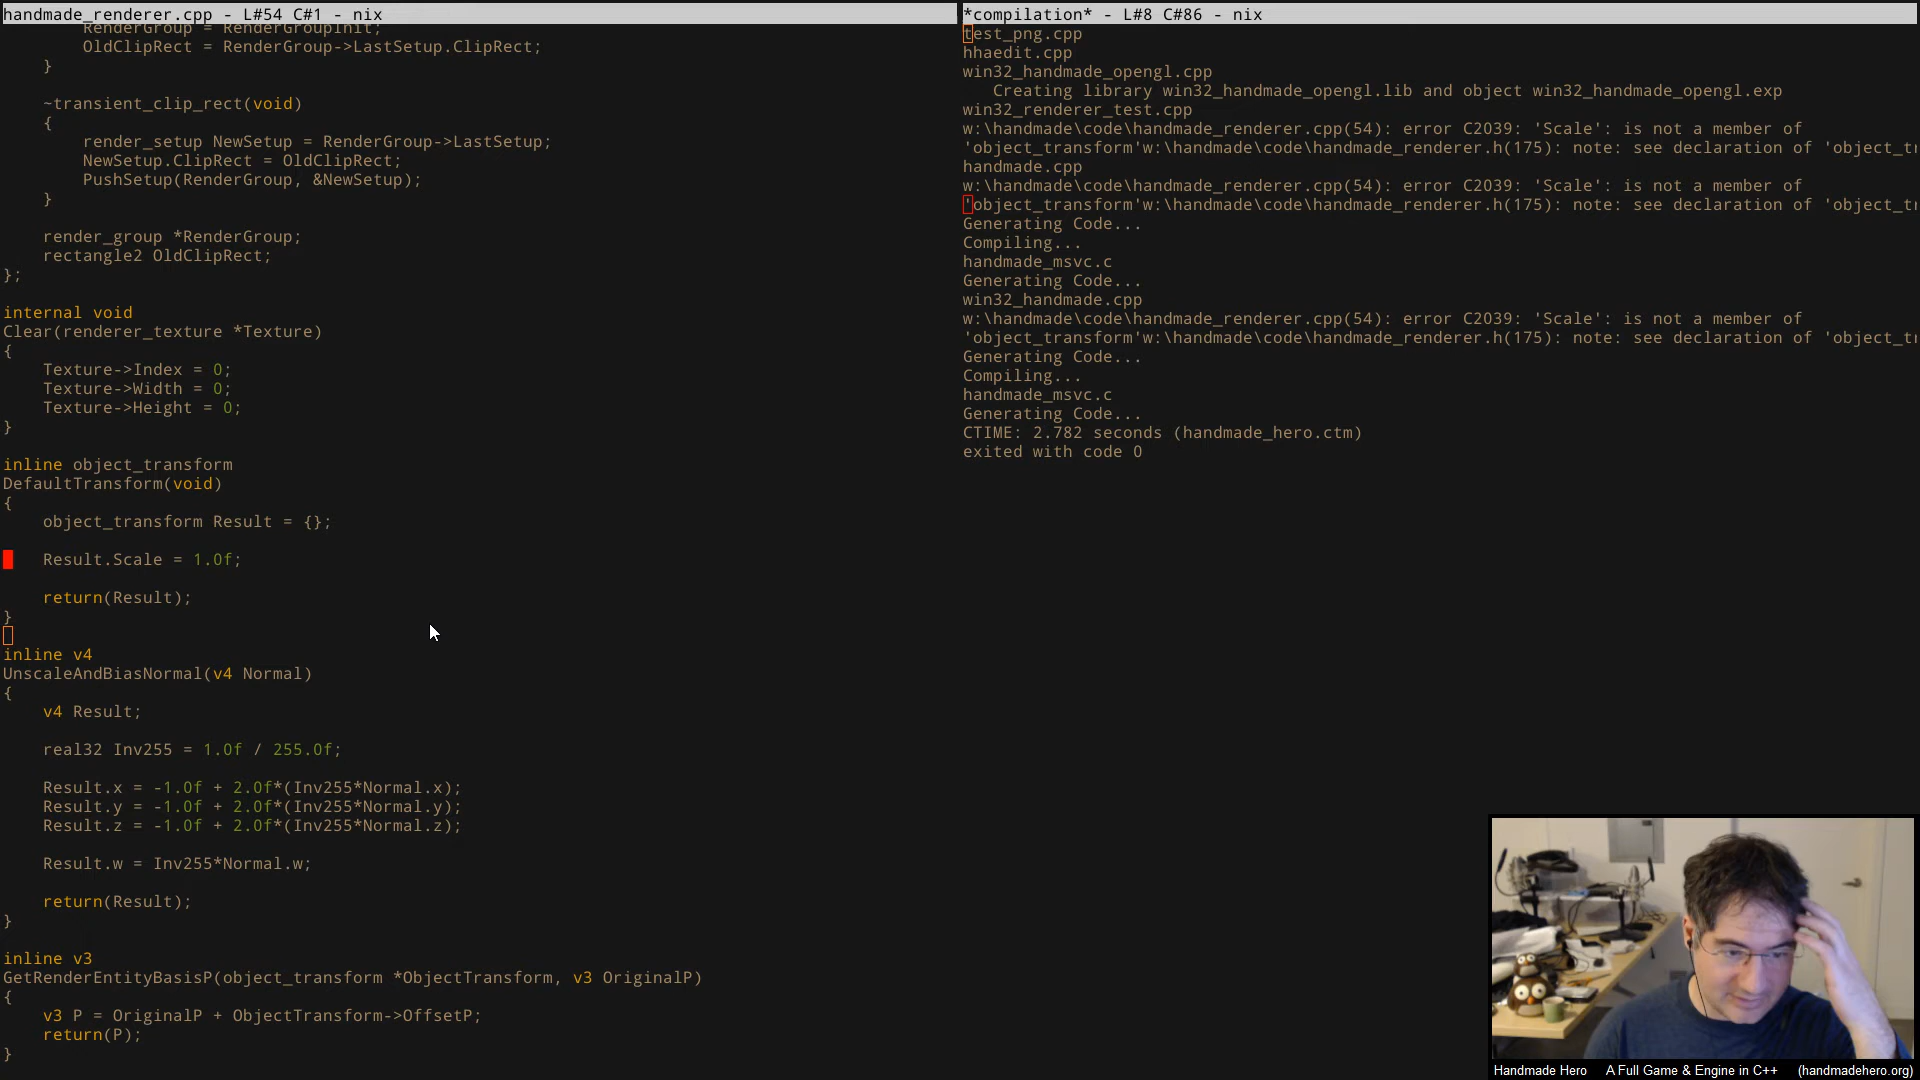 handmade_renderer.cpp - L#54 C#1 - nix
RenderGroup = RenderGroupInit;
OldClipRect = RenderGroup->LastSetup.ClipRect;
}
~transient_clip_rect(void)
{
render_setup NewSetup = RenderGroup->LastSetup;
NewSetup.ClipRect = OldClipRect;
PushSetup(RenderGroup, &NewSetup);
}
render_group *RenderGroup;
rectangle2 OldClipRect;
};
internal void
Clear(renderer_texture *Texture)
{
Texture->Index = 0;
Texture->Width = 0;
Texture->Height = 0;
}
inline object_transform
DefaultTransform(void)
{
object_transform Result = {};
Result.Scale = 1.0f;
return(Result);
}
inline v4
UnscaleAndBiasNormal(v4 Normal)
{
v4 Result;
real32 Inv255 = 1.0f / 255.0f;
Result.x = -1.0f + 2.0f*(Inv255*Normal.x);
Result.y = -1.0f + 2.0f*(Inv255*Normal.y);
Result.z = -1.0f + 2.0f*(Inv255*Normal.z);
Result.w = Inv255*Normal.w;
return(Result);
}
inline v3
GetRenderEntityBasisP(object_transform *ObjectTransform, v3 OriginalP)
{
v3 P = OriginalP + ObjectTransform->OffsetP;
return(P);
}
*compilation* - L#8 C#86 - nix
test_png.cpp
hhaedit.cpp
win32_handmade_opengl.cpp
Creating library win32_handmade_opengl.lib and object win32_handmade_opengl.exp
win32_renderer_test.cpp
w:\handmade\code\handmade_renderer.cpp(54): error C2039: 'Scale': is not a member of
'object_transform'w:\handmade\code\handmade_renderer.h(175): note: see declaration of 'object_tr
handmade.cpp
w:\handmade\code\handmade_renderer.cpp(54): error C2039: 'Scale': is not a member of
'object_transform'w:\handmade\code\handmade_renderer.h(175): note: see declaration of 'object_tr
Generating Code...
Compiling...
handmade_msvc.c
Generating Code...
win32_handmade.cpp
w:\handmade\code\handmade_renderer.cpp(54): error C2039: 'Scale': is not a member of
'object_transform'w:\handmade\code\handmade_renderer.h(175): note: see declaration of 'object_tr
Generating Code...
Compiling...
handmade_msvc.c
Generating Code...
CTIME: 2.782 seconds (handmade_hero.ctm)
exited with code 0
Handmade Hero A Full Game & Engine in C++ (handmadehero.org)